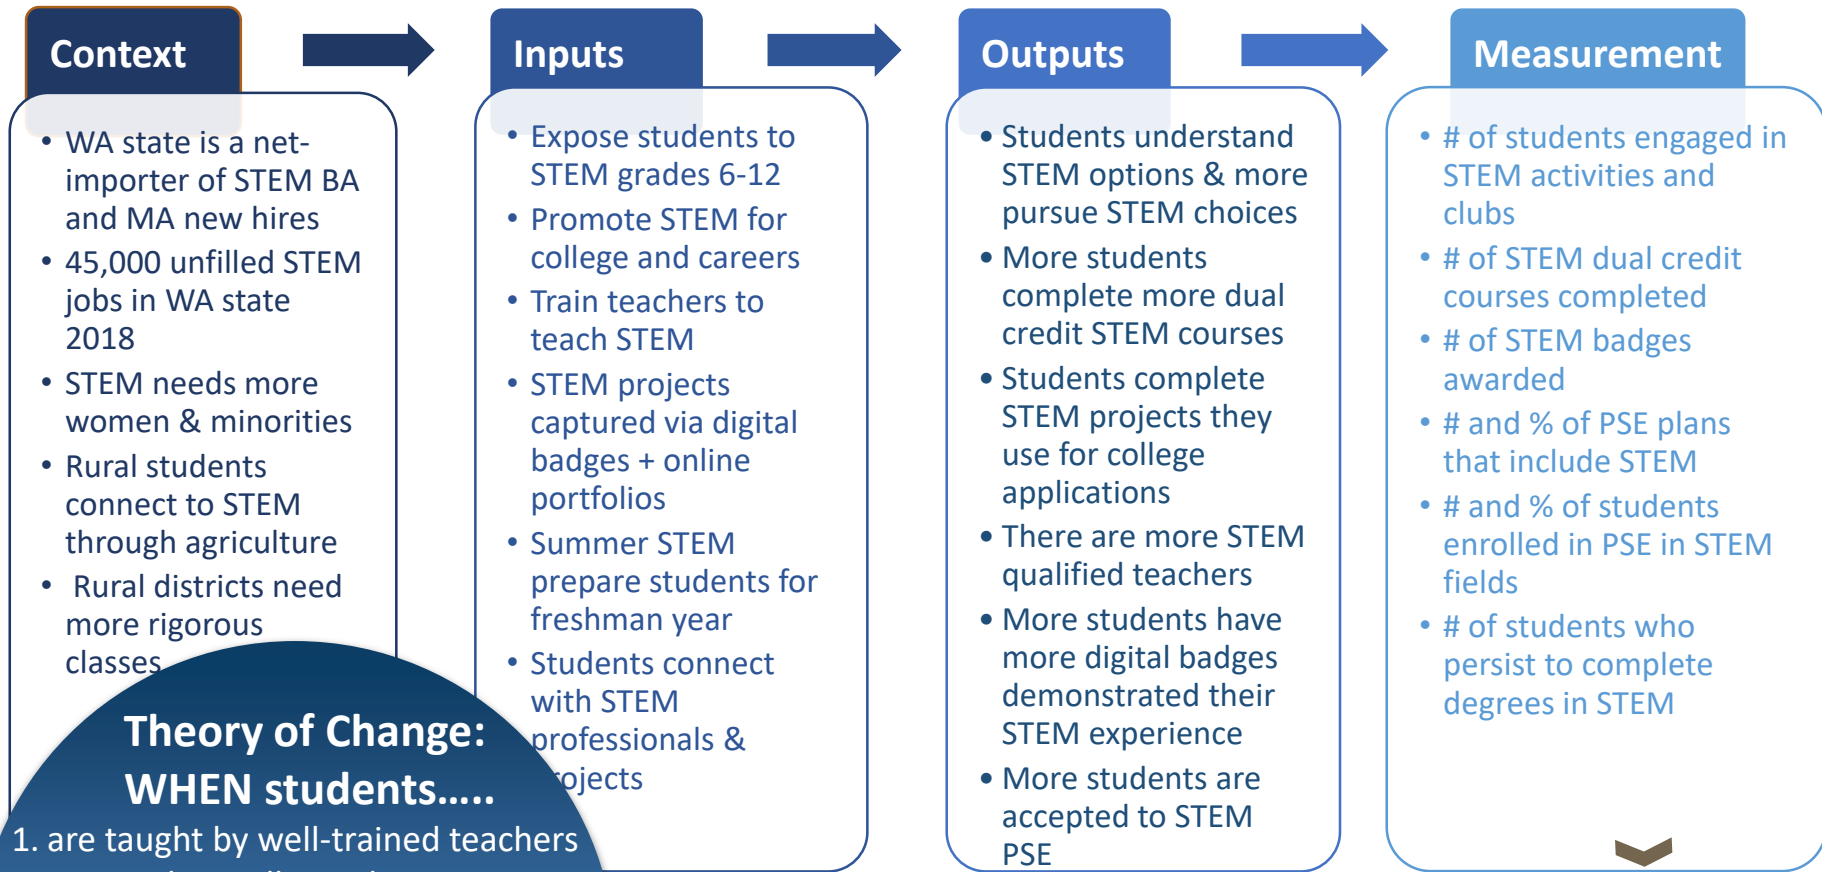 Context
• WA state is a net-
importer of STEM BA
and MA new hires
• 45,000 unfilled STEM
jobs in WA state
2018
• STEM needs more
women & minorities
• Rural students
connect to STEM
through agriculture
• Rural districts need
more rigorous
classes
Theory of Change:
WHEN students.....
1. are taught by well-trained teachers
Inputs
• Expose students to
STEM grades 6-12
• Promote STEM for
college and careers
• Train teachers to
teach STEM
• STEM projects
captured via digital
badges + online
portfolios
• Summer STEM
prepare students for
freshman year
• Students connect
with STEM
professionals &
ojects
Outputs
• Students understand
STEM options & more
pursue STEM choices
• More students
complete more dual
credit STEM courses
• Students complete
STEM projects they
use for college
applications
• There are more STEM
qualified teachers
• More students have
more digital badges
demonstrated their
STEM experience
• More students are
accepted to STEM
PSE
Measurement
• # of students engaged in
STEM activities and
clubs
• # of STEM dual credit
courses completed
• # of STEM badges
awarded
• # and % of PSE plans
that include STEM
• # and % of students
enrolled in PSE in STEM
fields
• # of students who
persist to complete
degrees in STEM